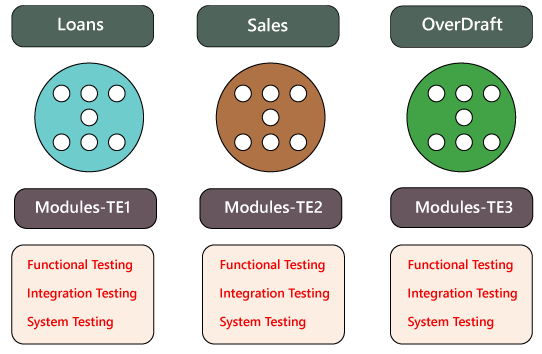 Loans
Sales
OverDraft
Modules-TE1
Modules-TE2
Modules-TE3
Functional Testing
Integration Testing
System Testing
Functional Testing
Integration Testing
System Testing
Functional Testing
Integration Testing
System Testing